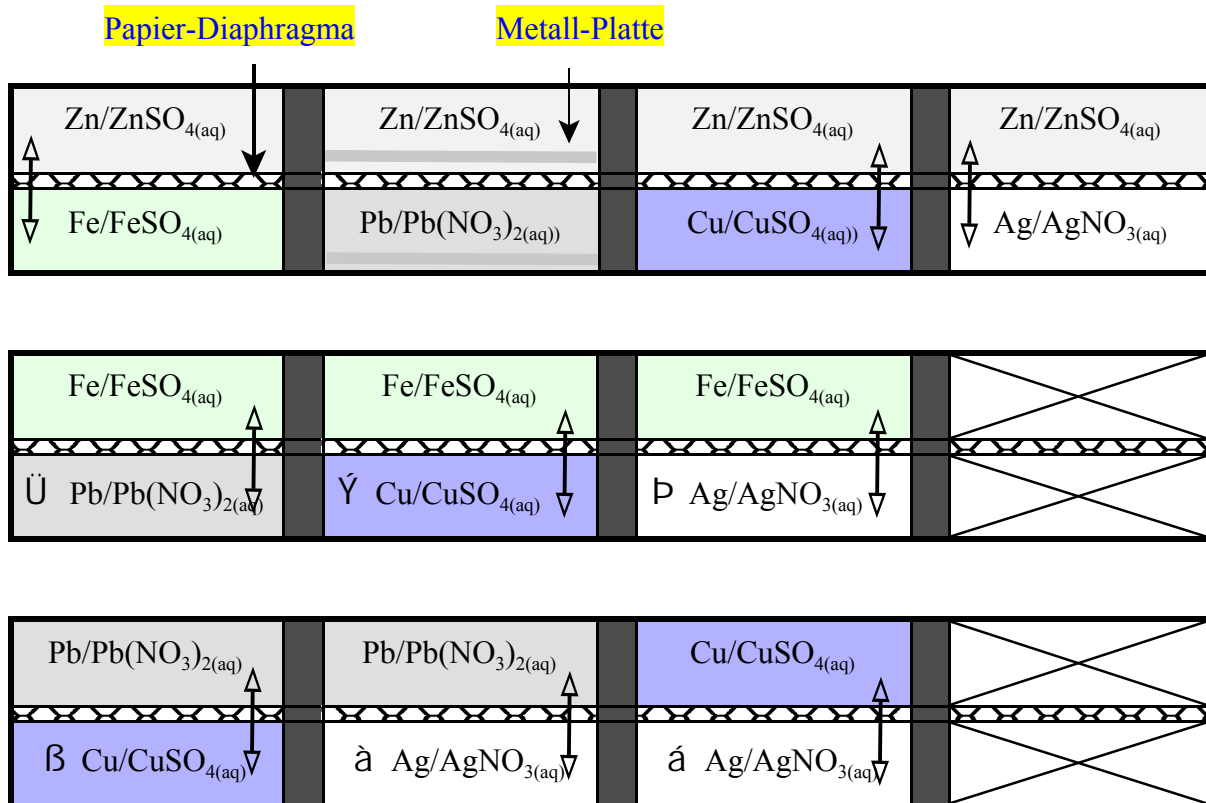 Papier-Diaphragma Metall-Platte
Zn/ZnSO4(aq) Zn/ZnSO4(aq) Zn/ZnSO4(aq) Zn/ZnSO4(aq)
Fe/FeSO4(aq) Pb/Pb(NO3)2(aq)) Cu/CuSO4(aq)) Ag/AgNO3(aq)
Fe/FeSO4(aq) Fe/FeSO4(aq) Fe/FeSO4(aq)
Ü Pb/Pb(NO3)2(aq) Ý Cu/CuSO4(aq) Þ Ag/AgNO3(aq)
Pb/Pb(NO3)2(aq) Pb/Pb(NO3)2(aq) Cu/CuSO4(aq)
ß Cu/CuSO4(aq) à Ag/AgNO3(aq) á Ag/AgNO3(aq)